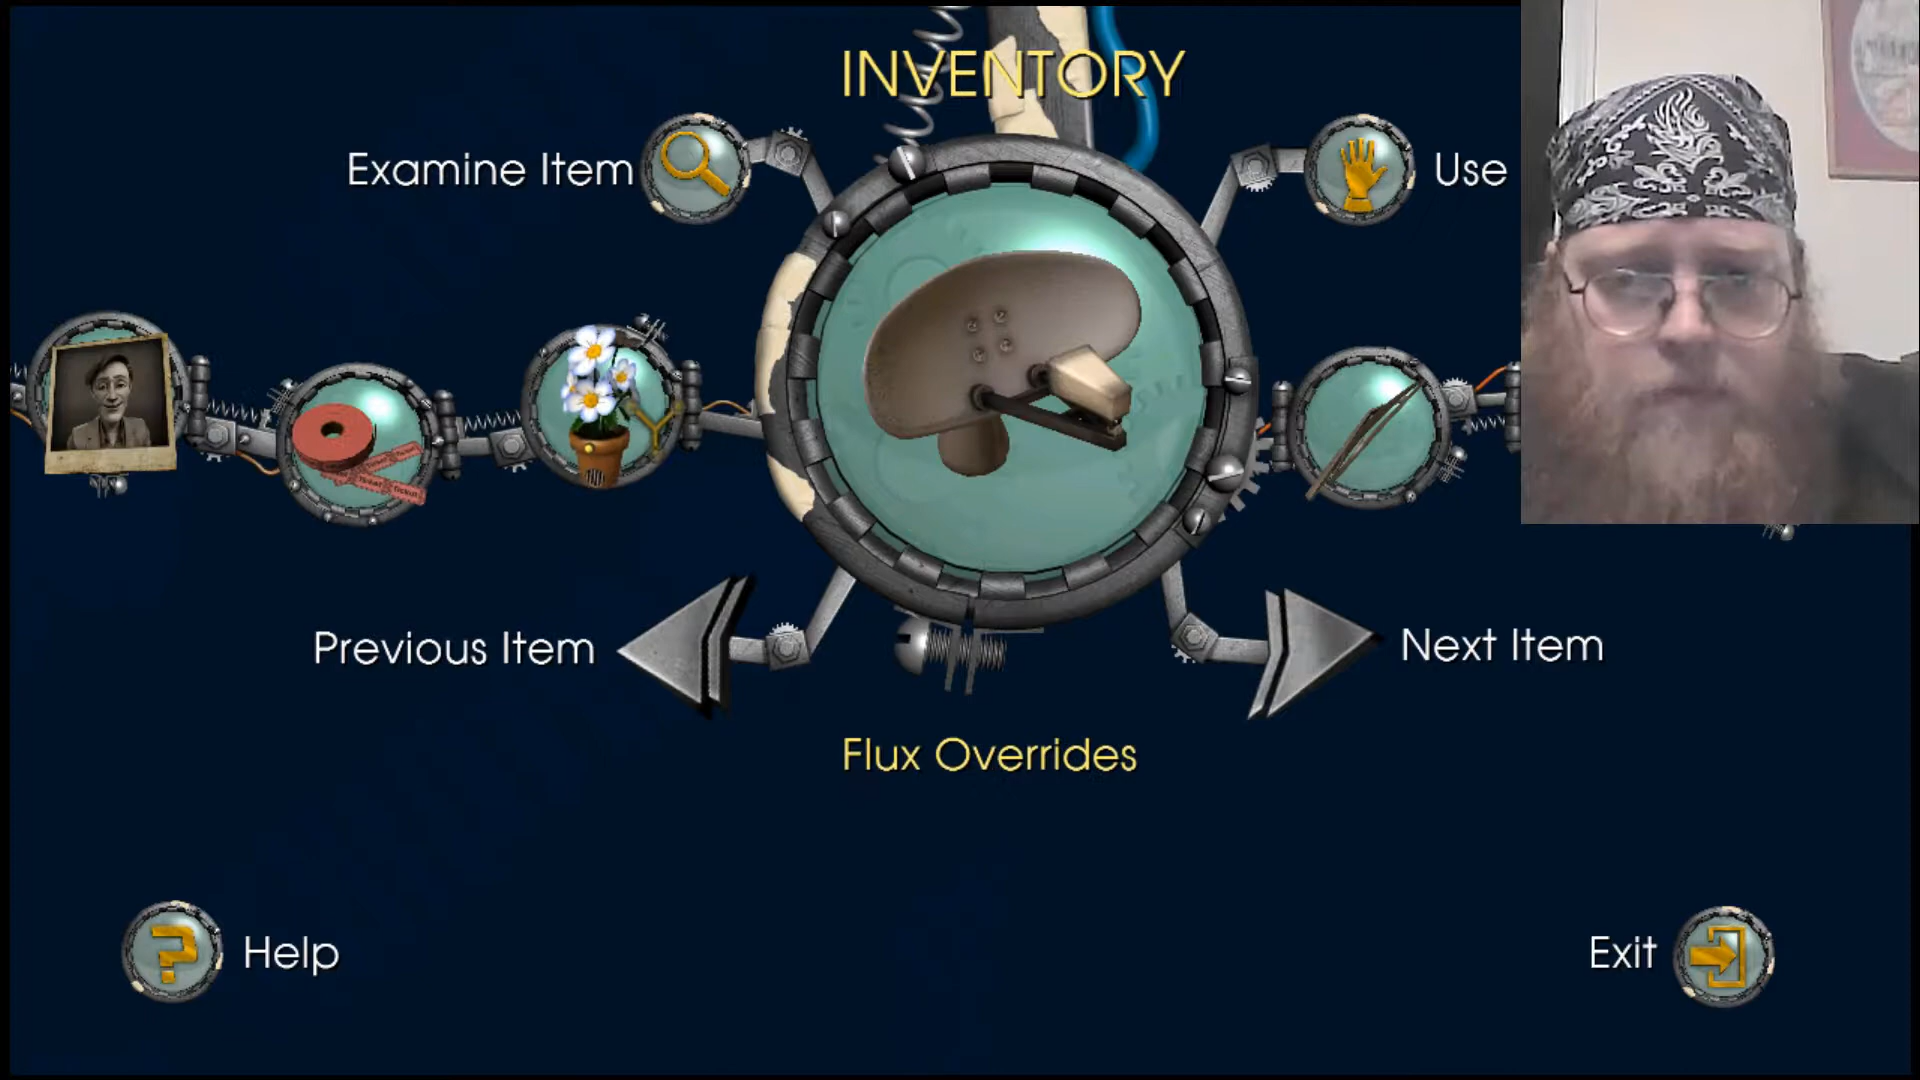 INVENTORY
Examine Item
Use
Previous Item
Next Item
Flux Overrides
Help
Exit